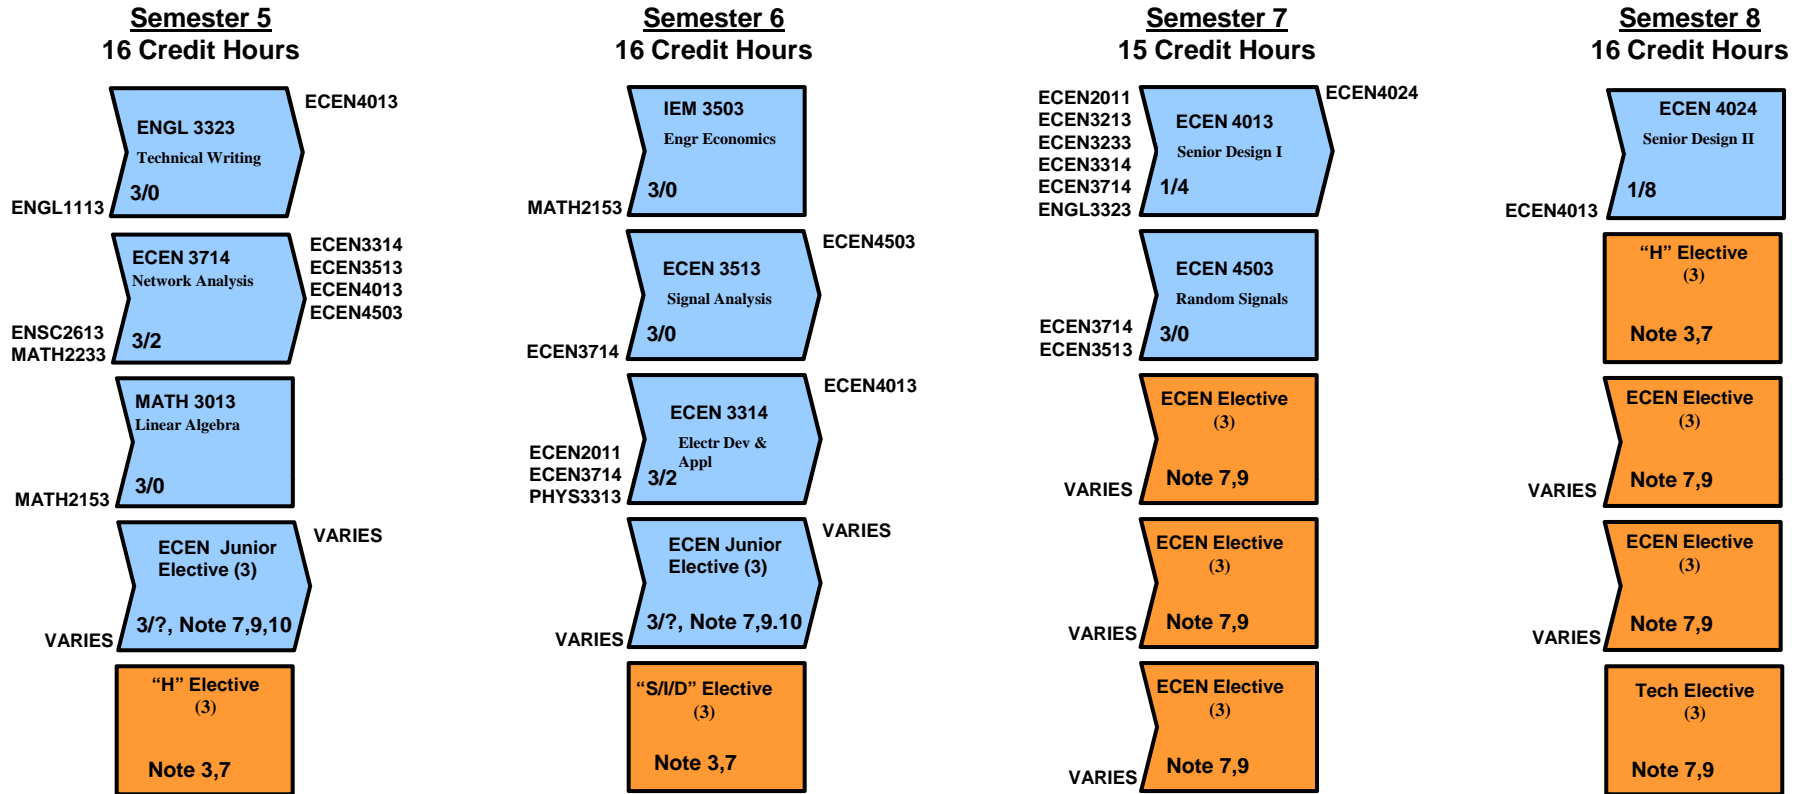 Semester 5
16 Credit Hours
ECEN4013
ENGL 3323
Technical Writing
3/0
ENGL1113
ECEN3314
ECEN3513
ECEN4013
ECEN4503
ECEN 3714
Network Analysis
3/2
ENSC2613
MATH2233
MATH 3013
Linear Algebra
3/0
MATH2153
VARIES
ECEN Junior
Elective (3)
3/?, Note 7,9,10
VARIES
“H” Elective
(3)
Note 3,7
Semester 6
16 Credit Hours
IEM 3503
Engr Economics
3/0
MATH2153
ECEN4503
ECEN 3513
Signal Analysis
3/0
ECEN3714
ECEN4013
ECEN 3314
Electr Dev &
Appl
3/2
ECEN2011
ECEN3714
PHYS3313
VARIES
ECEN Junior
Elective (3)
3/?, Note 7,9.10
VARIES
“S/I/D” Elective
(3)
Note 3,7
Semester 7
15 Credit Hours
ECEN4024
ECEN2011
ECEN3213
ECEN3233
ECEN3314
ECEN3714
ENGL3323
ECEN 4013
Senior Design I
1/4
ECEN 4503
Random Signals
3/0
ECEN3714
ECEN3513
ECEN Elective
(3)
Note 7,9
VARIES
ECEN Elective
(3)
Note 7,9
VARIES
ECEN Elective
(3)
Note 7,9
VARIES
Semester 8
16 Credit Hours
ECEN 4024
Senior Design II
1/8
ECEN4013
“H” Elective
(3)
Note 3,7
ECEN Elective
(3)
Note 7,9
VARIES
ECEN Elective
(3)
Note 7,9
VARIES
Tech Elective
(3)
Note 7,9